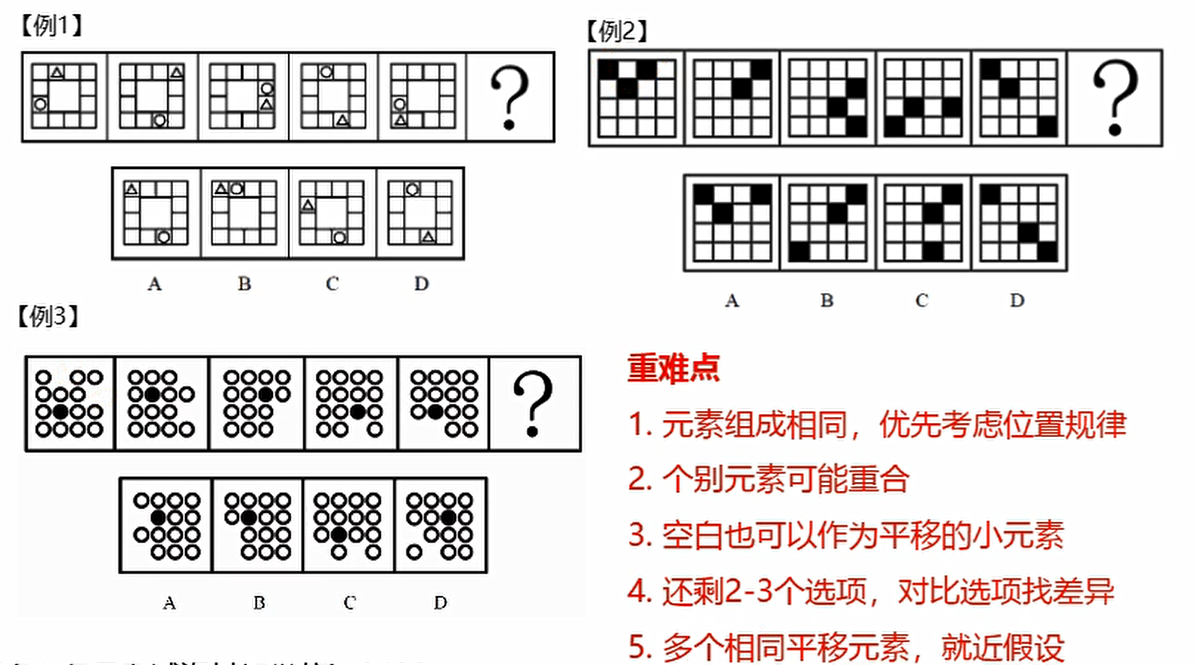 【例1】
【例2】
?
?
A B C D
A B C D
【例3】
?
A B C D
重难点
1. 元素组成相同，优先考虑位置规律
2. 个别元素可能重合
3. 空白也可以作为平移的小元素
4. 还剩2-3个选项，对比选项找差异
5. 多个相同平移元素，就近假设